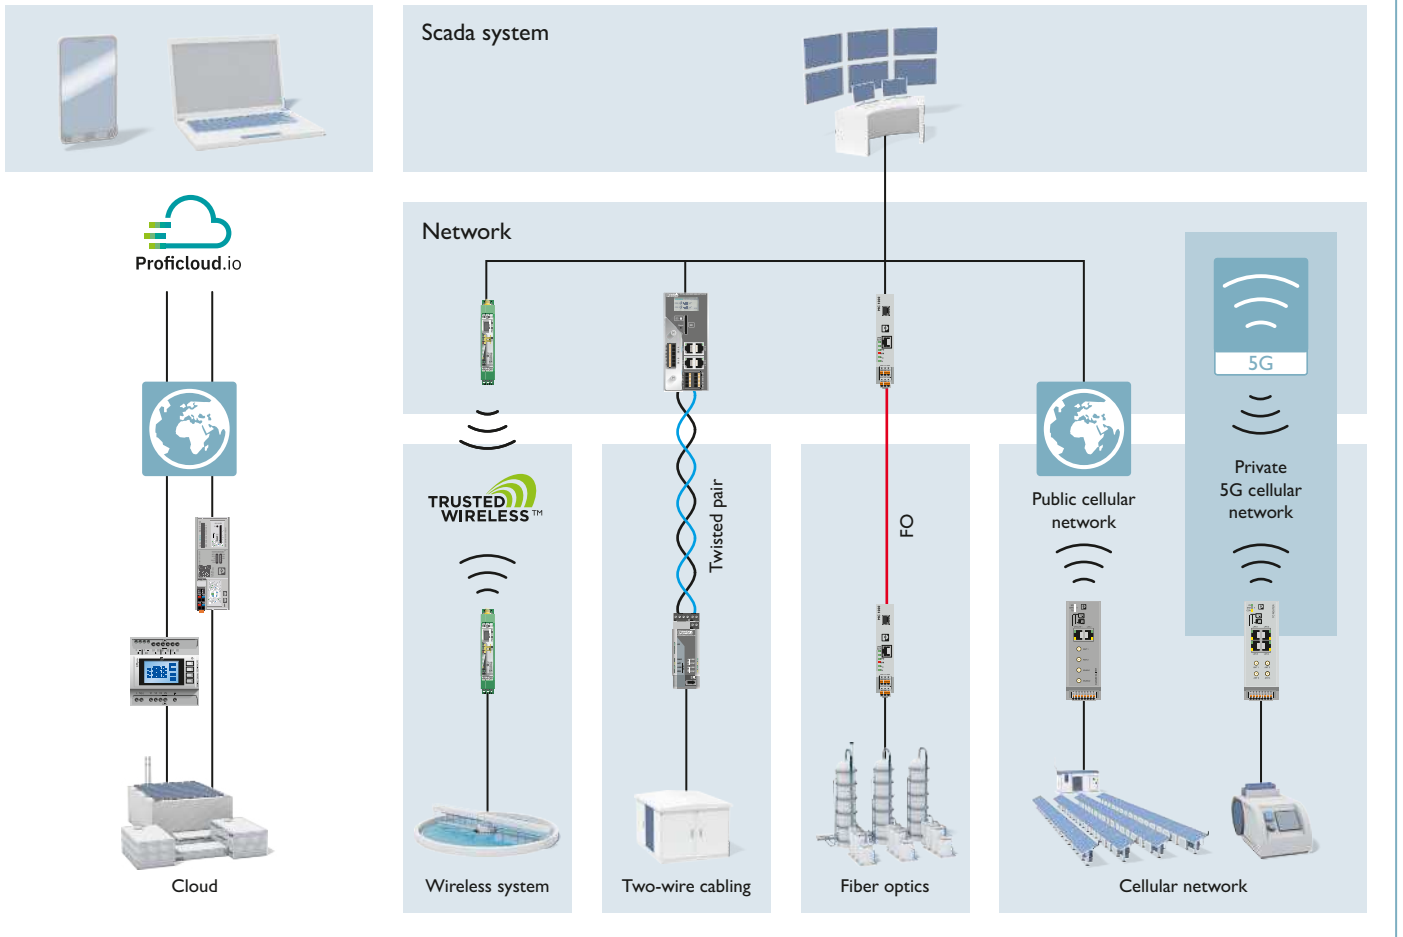 Scada system
Proficloud.io
Network
5G
TRUSTED
WIRELESS™
Twisted pair
FO
Public cellular
network
Private
5G cellular
network
Cloud
Wireless system
Two-wire cabling
Fiber optics
Cellular network